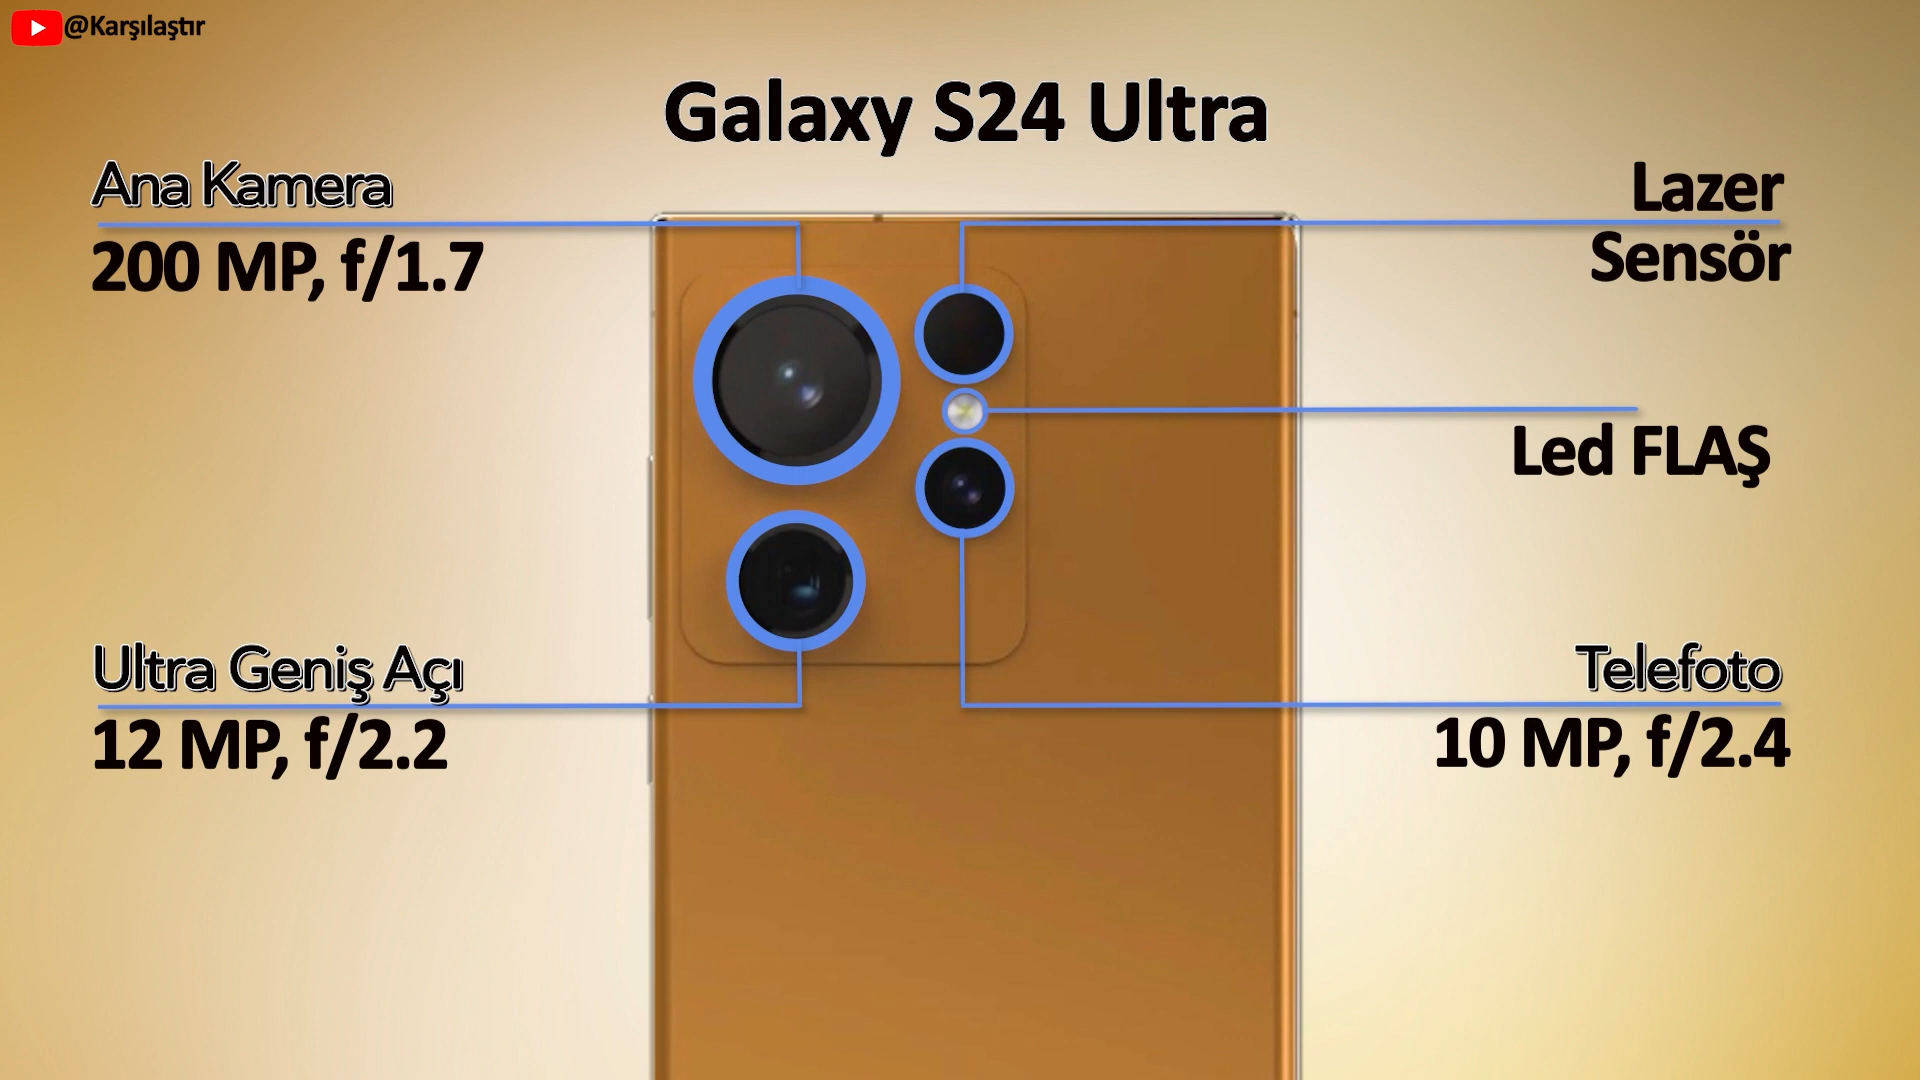 @Karşılaştır
Galaxy S24 Ultra
Ana Kamera
200 MP, f/1.7
Lazer
Sensör
Led FLAŞ
Ultra Geniş Açı
12 MP, f/2.2
Telefoto
10 MP, f/2.4